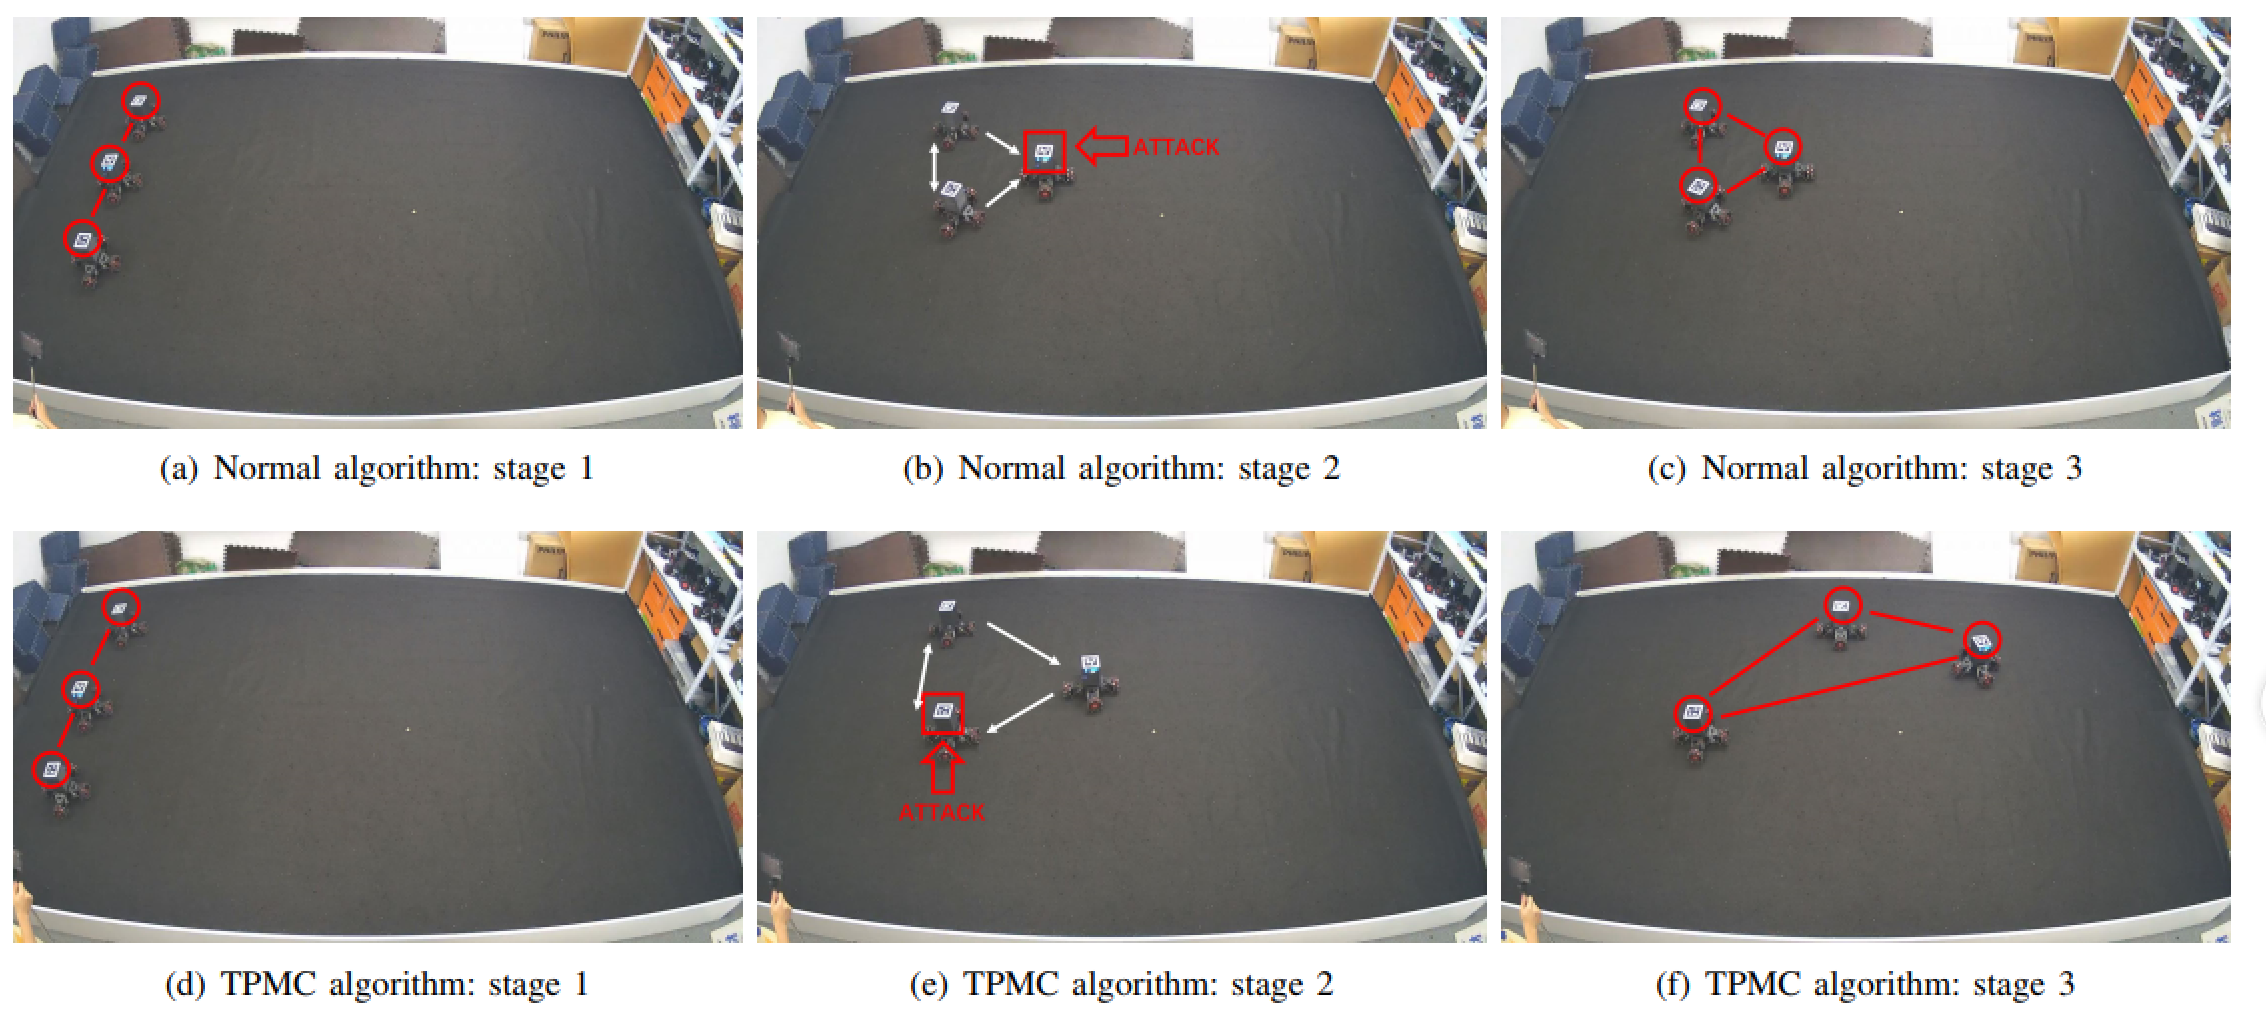 ATTACK
(a) Normal algorithm: stage 1
(b) Normal algorithm: stage 2
(c) Normal algorithm: stage 3
ATTACK
(d) TPMC algorithm: stage 1
(e) TPMC algorithm: stage 2
(f) TPMC algorithm: stage 3